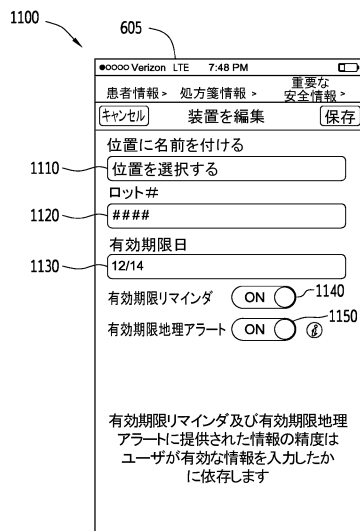 1100
605
●○○○○ Verizon LTE 7:48 PM
患者情報 > 処方箋情報 > 重要な安全情報 >
キャンセル 装置を編集 保存
位置に名前を付ける
1110 位置を選択する
ロット#
1120 ####
有効期限日
1130 12/14
有効期限リマインダ ON 1140
有効期限地理アラート ON i 1150
有効期限リマインダ及び有効期限地理
アラートに提供された情報の精度は
ユーザが有効な情報を入力したか
に依存します